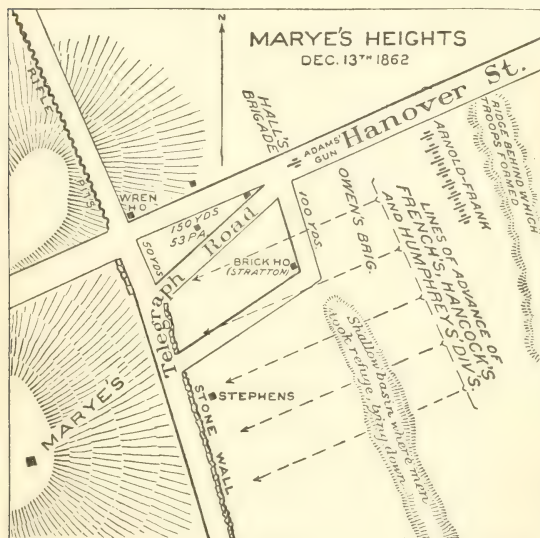 N
MARYE'S HEIGHTS
DEC. 13TH 1862
RIFLE
PITS
HALL'S
BRIGADE
ADAMS'
GUN
Hanover St.
ARNOLD-FRANK
RIDGE BEHIND WHICH
TROOPS FORMED
WREN
HO
150 YDS
53 PA.
50 YDS.
Telegraph Road
BRICK HO
(STRATTON)
100 YDS.
OWEN'S BRIG.
LINES OF ADVANCE OF
FRENCH'S, HANCOCK'S
AND HUMPHREY'S DIVS.
MARYE'S
STONE WALL
STEPHENS
Shallow basin where men
took refuge, lying down